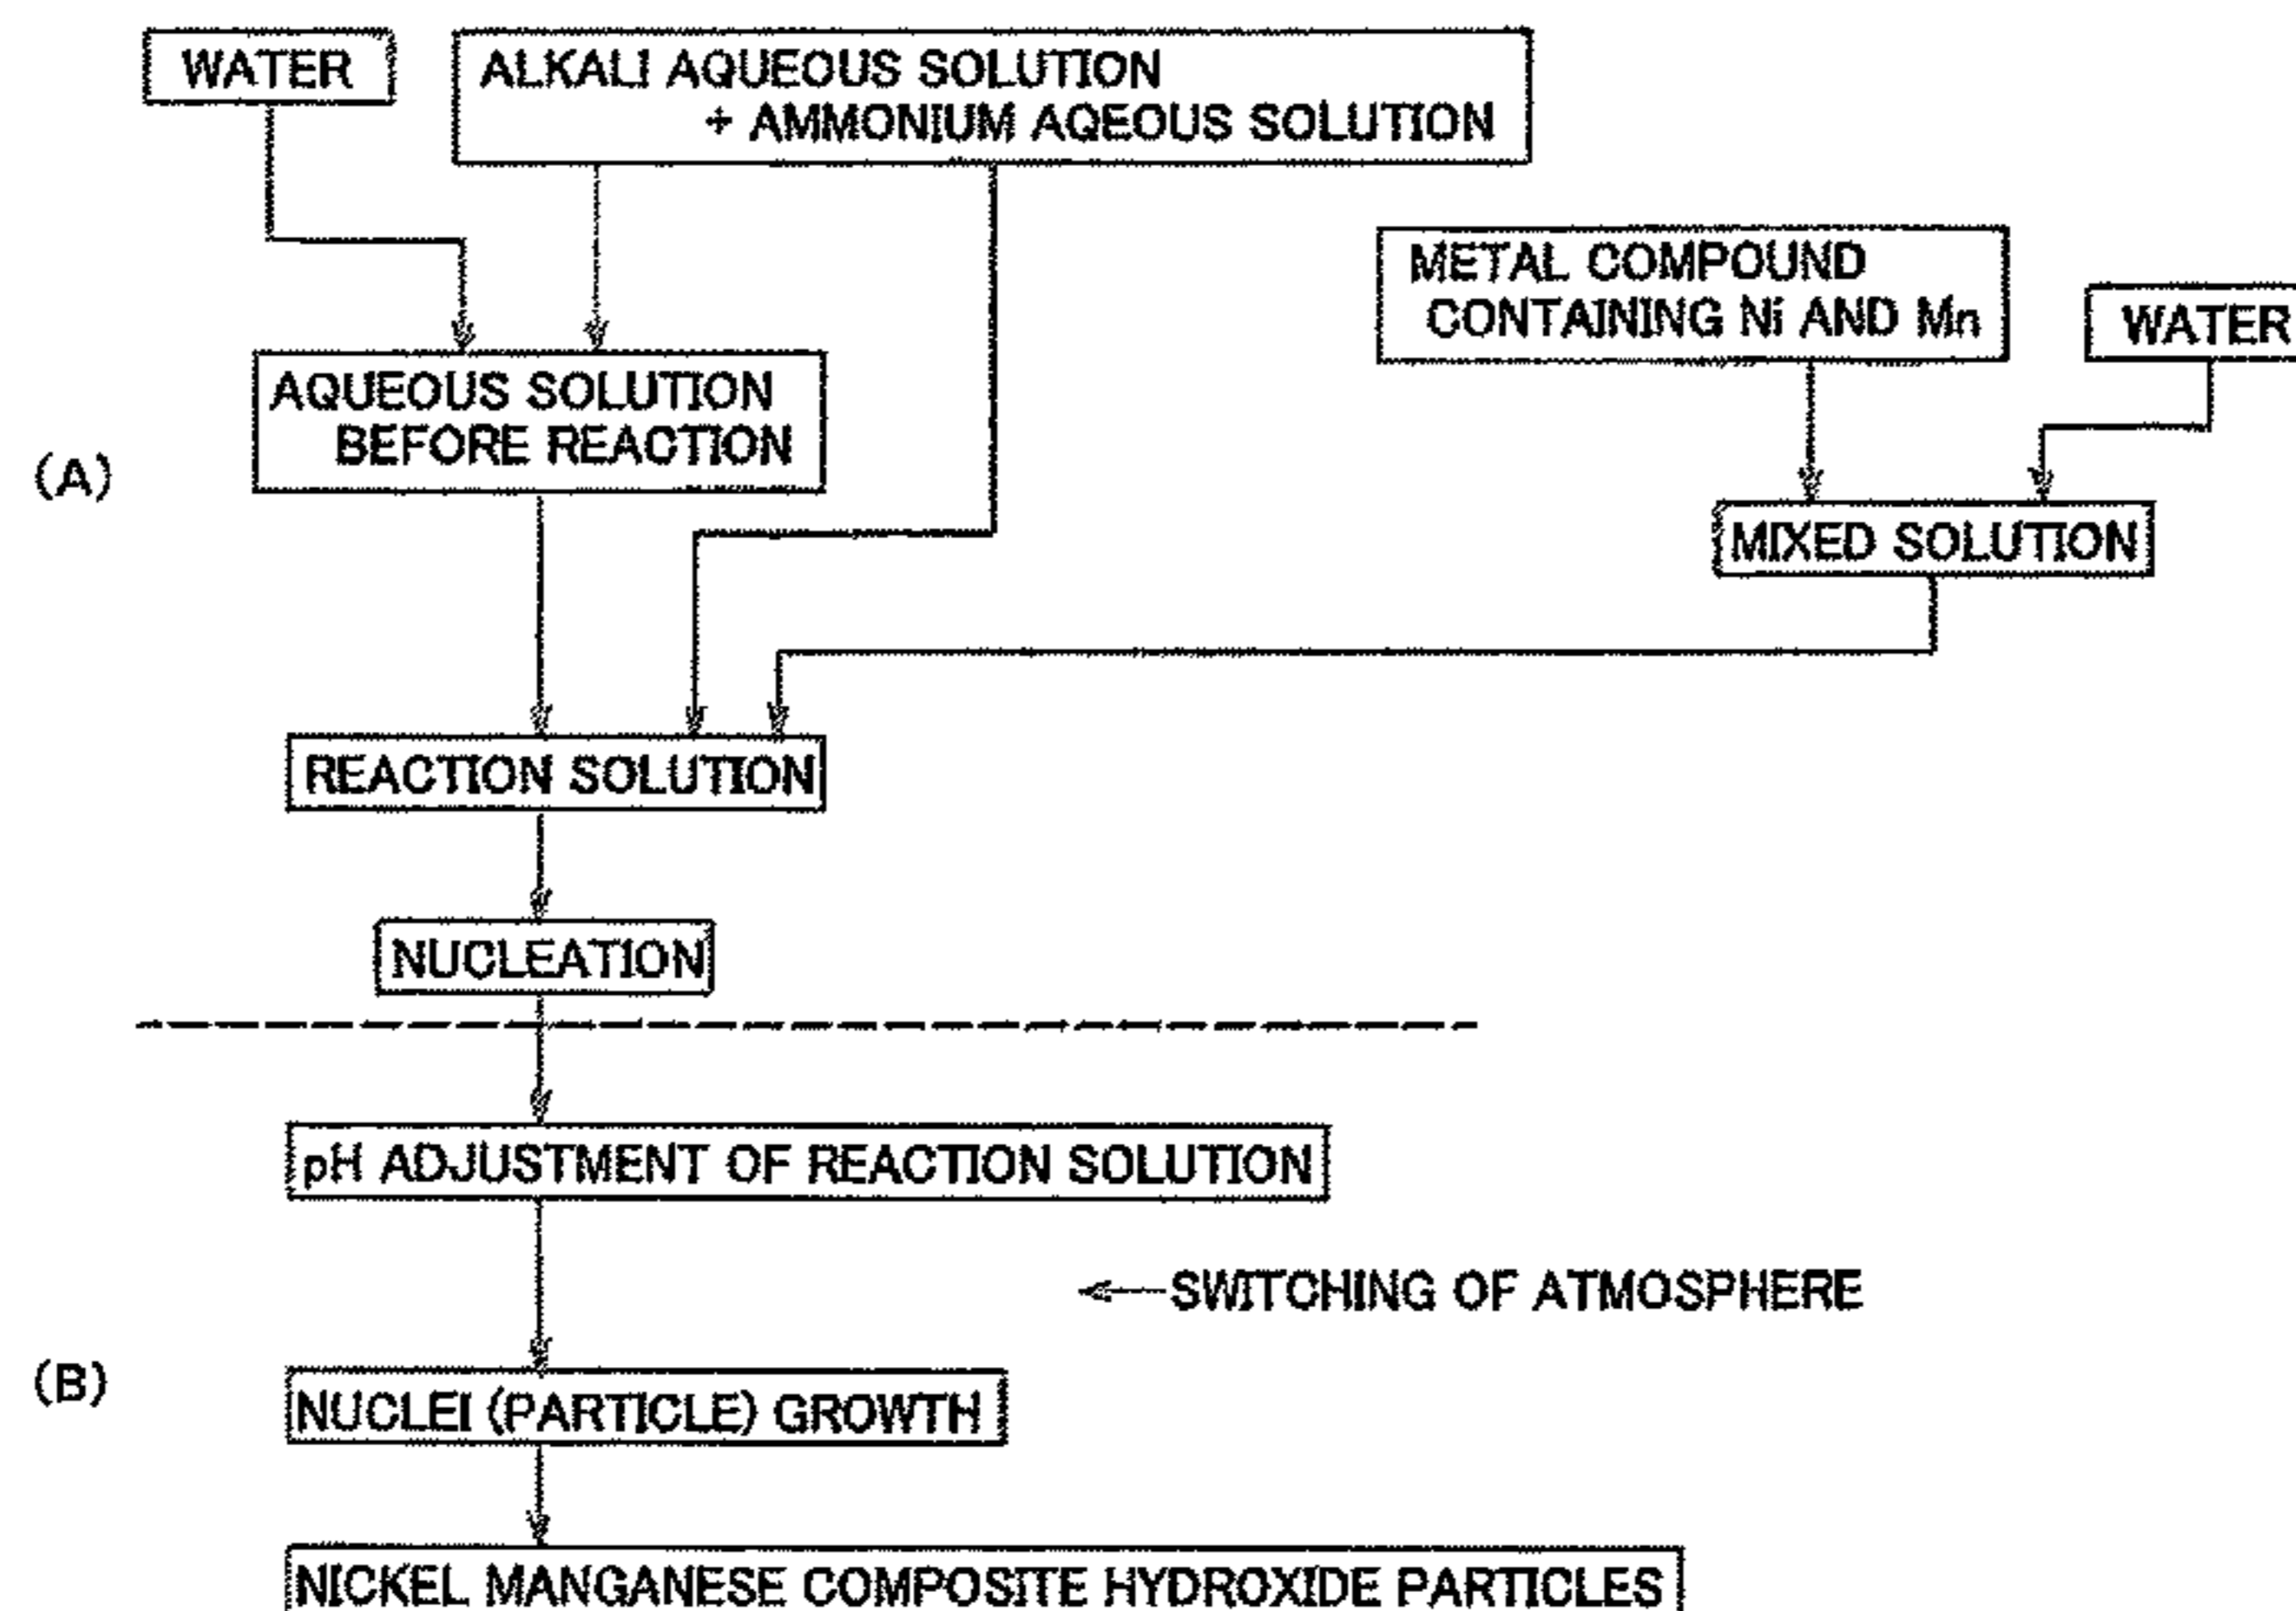 WATER
ALKALI AQUEOUS SOLUTION
+ AMMONIUM AQEOUS SOLUTION
METAL COMPOUND
CONTAINING Ni AND Mn
WATER
AQUEOUS SOLUTION
BEFORE REACTION
(A)
MIXED SOLUTION
REACTION SOLUTION
NUCLEATION
pH ADJUSTMENT OF REACTION SOLUTION
SWITCHING OF ATMOSPHERE
(B)
NUCLEI (PARTICLE) GROWTH
NICKEL MANGANESE COMPOSITE HYDROXIDE PARTICLES